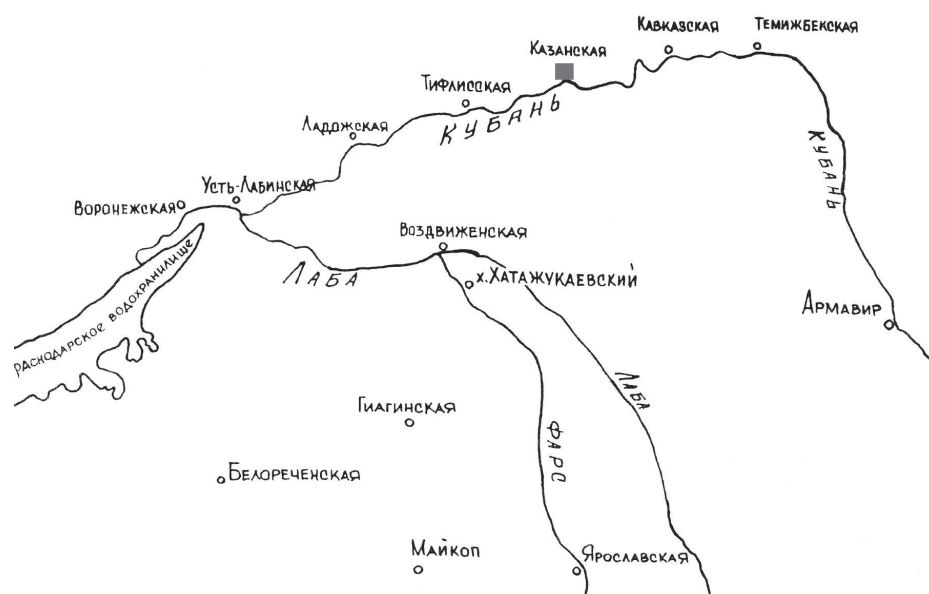 Темижбекская
Кавказская
Казанская
Тифлисская
Кубань
Ладожская
Кубань
Усть-Лабинская
Воронежская
Воздвиженская
Лаба
х. Хатажукаевский
раснодарское водохранилище
Армавир
Лаба
Гиагинская
Фарс
Белореченская
Майкоп
Ярославская